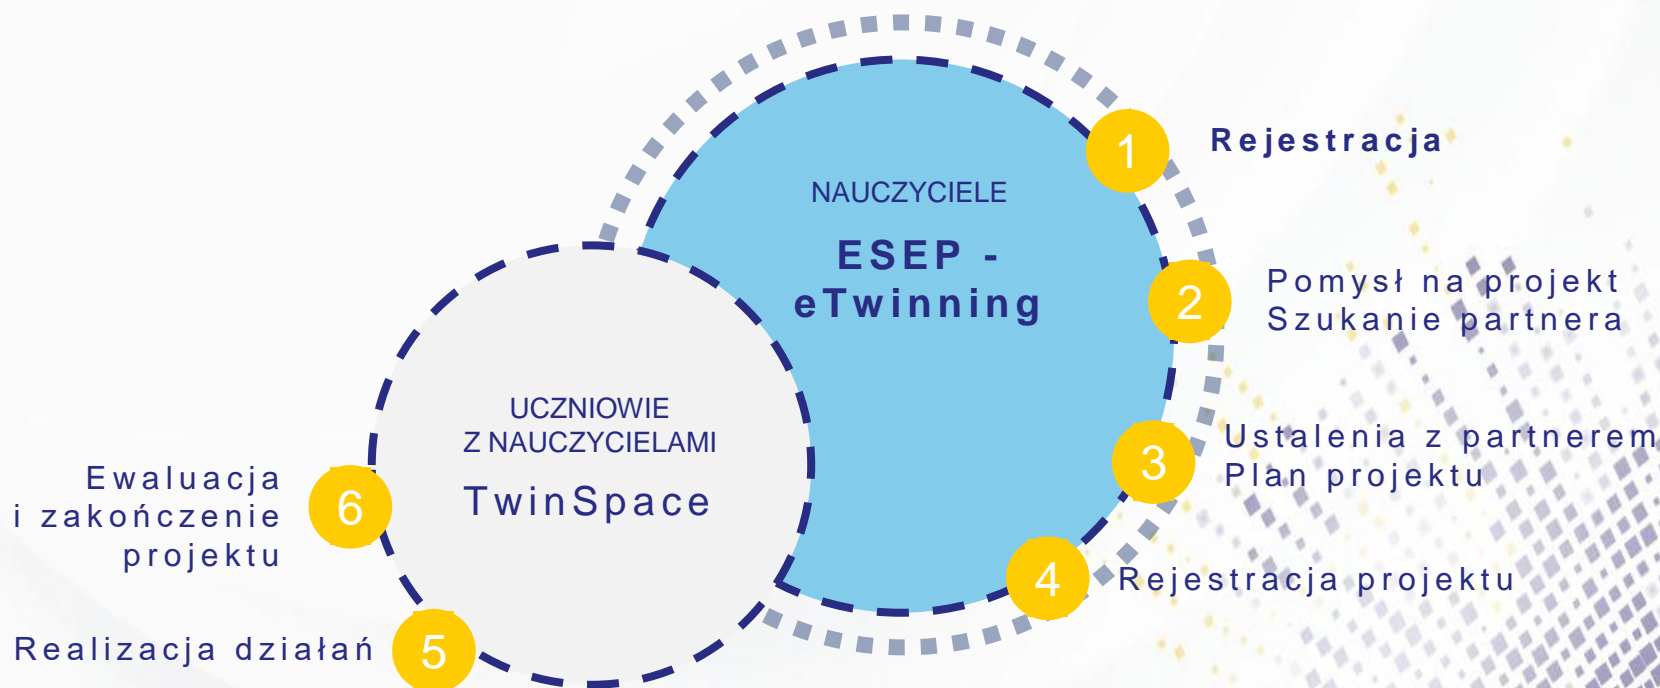 1
Rejestracja
NAUCZYCIELE
ESEP -
eTwinning
2
Pomysł na projekt
Szukanie partnera
3
Ustalenia z partnerem
Plan projektu
4
Rejestracja projektu
UCZNIOWIE
Z NAUCZYCIELAMI
TwinSpace
5
Realizacja działań
6
Ewaluacja
i zakończenie
projektu